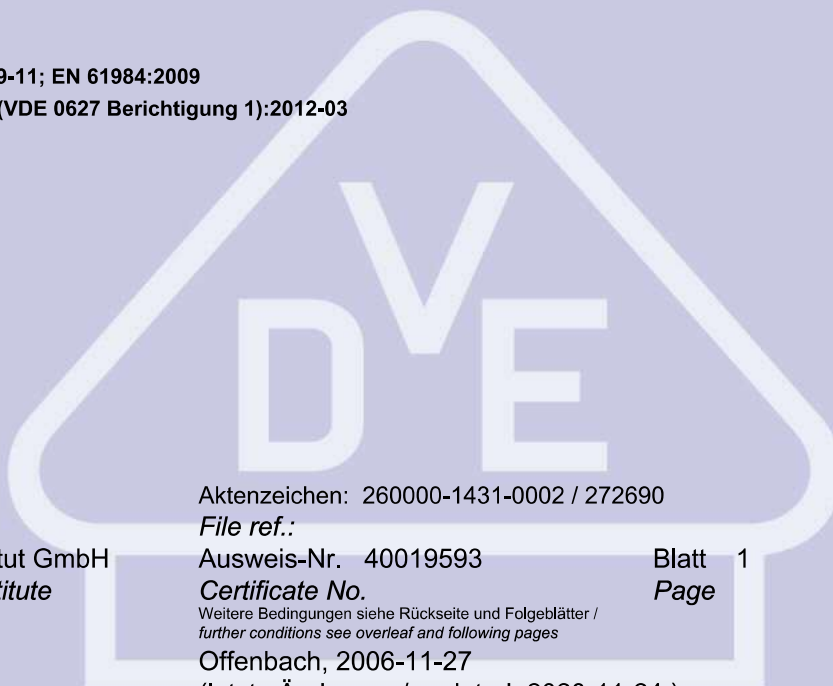 9-11; EN 61984:2009
(VDE 0627 Berichtigung 1):2012-03
DVE
Aktenzeichen: 260000-1431-0002 / 272690
File ref.:
tut GmbH Ausweis-Nr. 40019593 Blatt 1
titute Certificate No. Page
Weitere Bedingungen siehe Rückseite und Folgeblätter /
further conditions see overleaf and following pages
Offenbach, 2006-11-27